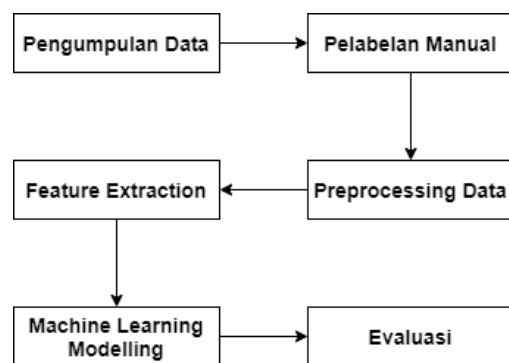 Pengumpulan Data
Pelabelan Manual
Preprocessing Data
Feature Extraction
Machine Learning
Modelling
Evaluasi